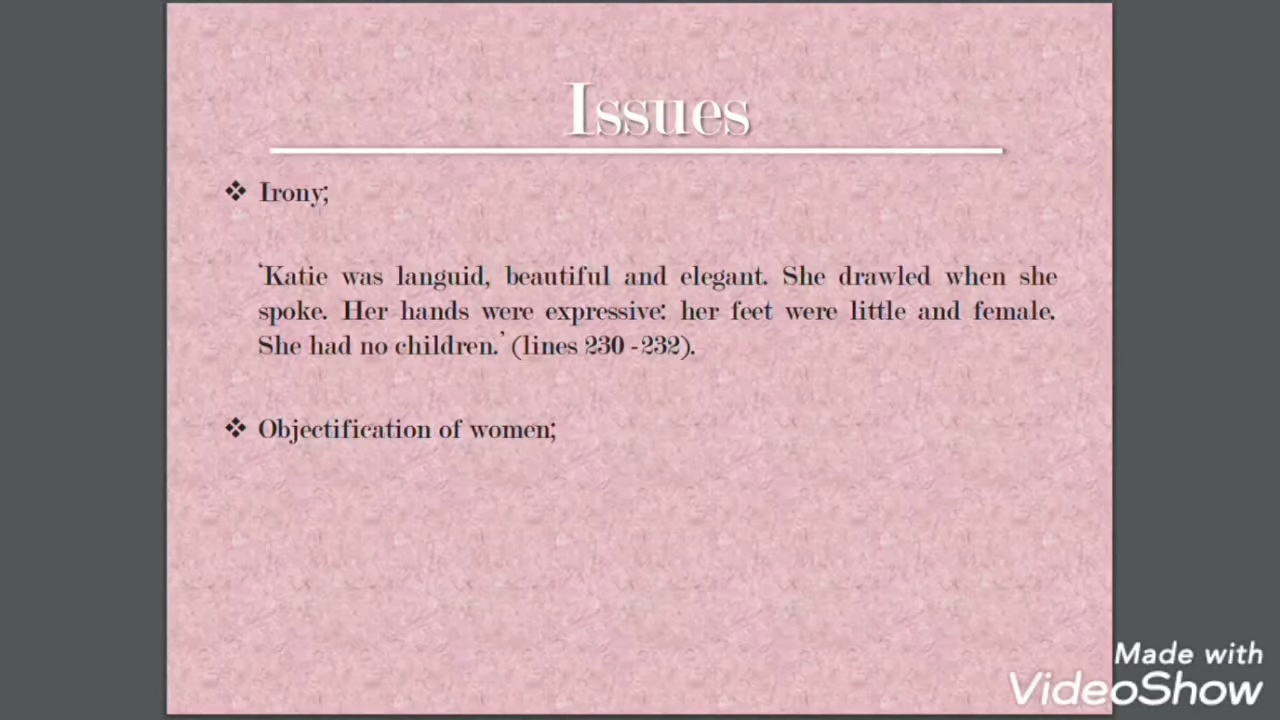 Issues
❖ Irony;
'Katie was languid, beautiful and elegant. She drawled when she
spoke. Her hands were expressive: her feet were little and female.
She had no children.' (lines 230 -232).
❖ Objectification of women;
Made with
VideoShow